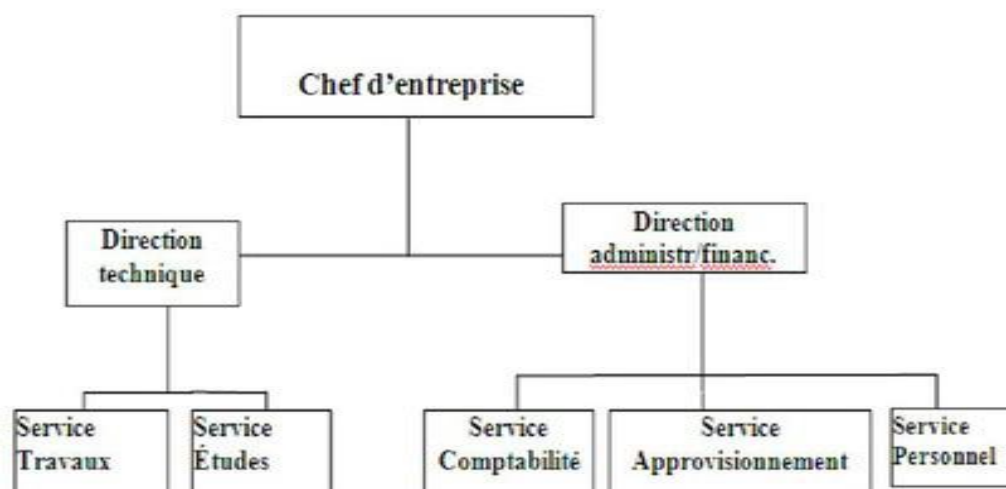 Chef d’entreprise
Direction
technique
Direction
administr/financ.
Service
Travaux
Service
Études
Service
Comptabilité
Service
Approvisionnement
Service
Personnel